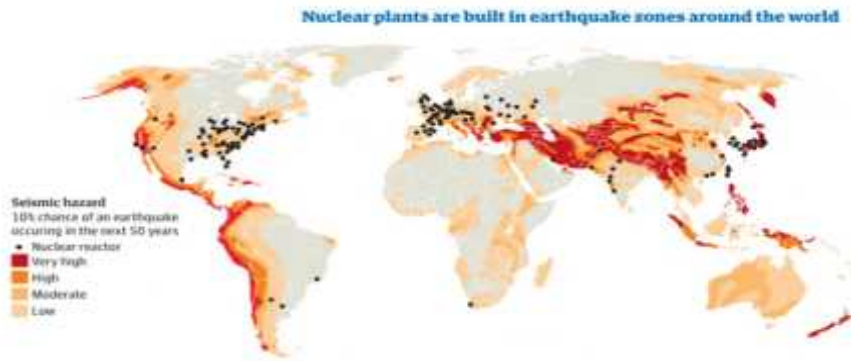 Nuclear plants are built in earthquake zones around the world
Seismic hazard
10% chance of an earthquake
occuring in the next 50 years
Nuclear reactor
Very high
High
Moderate
Low